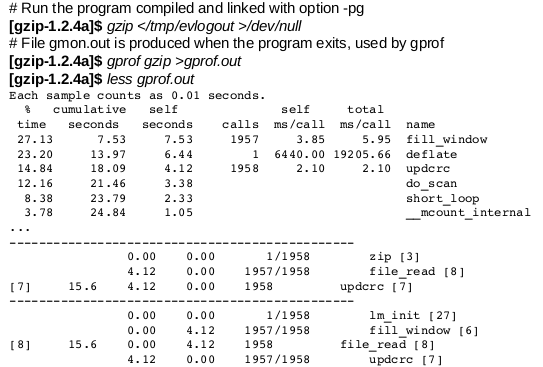 # Run the program compiled and linked with option -pg
[gzip-1.2.4a]$ gzip </tmp/evlogout >/dev/null
# File gmon.out is produced when the program exits, used by gprof
[gzip-1.2.4a]$ gprof gzip >gprof.out
[gzip-1.2.4a]$ less gprof.out
Each sample counts as 0.01 seconds.
% cumulative self self total
time seconds seconds calls ms/call ms/call name
27.13 7.53 7.53 1957 3.85 5.95 fill_window
23.20 13.97 6.44 1 6440.00 19205.66 deflate
14.84 18.09 4.12 1958 2.10 2.10 updcrc
12.16 21.46 3.38 do_scan
8.38 23.79 2.33 short_loop
3.78 24.84 1.05 __mcount_internal
...
-----------------------------------------------
0.00 0.00 1/1958 zip [3]
4.12 0.00 1957/1958 file_read [8]
[7] 15.6 4.12 0.00 1958 updcrc [7]
-----------------------------------------------
0.00 0.00 1/1958 lm_init [27]
0.00 4.12 1957/1958 fill_window [6]
[8] 15.6 0.00 4.12 1958 file_read [8]
4.12 0.00 1957/1958 updcrc [7]